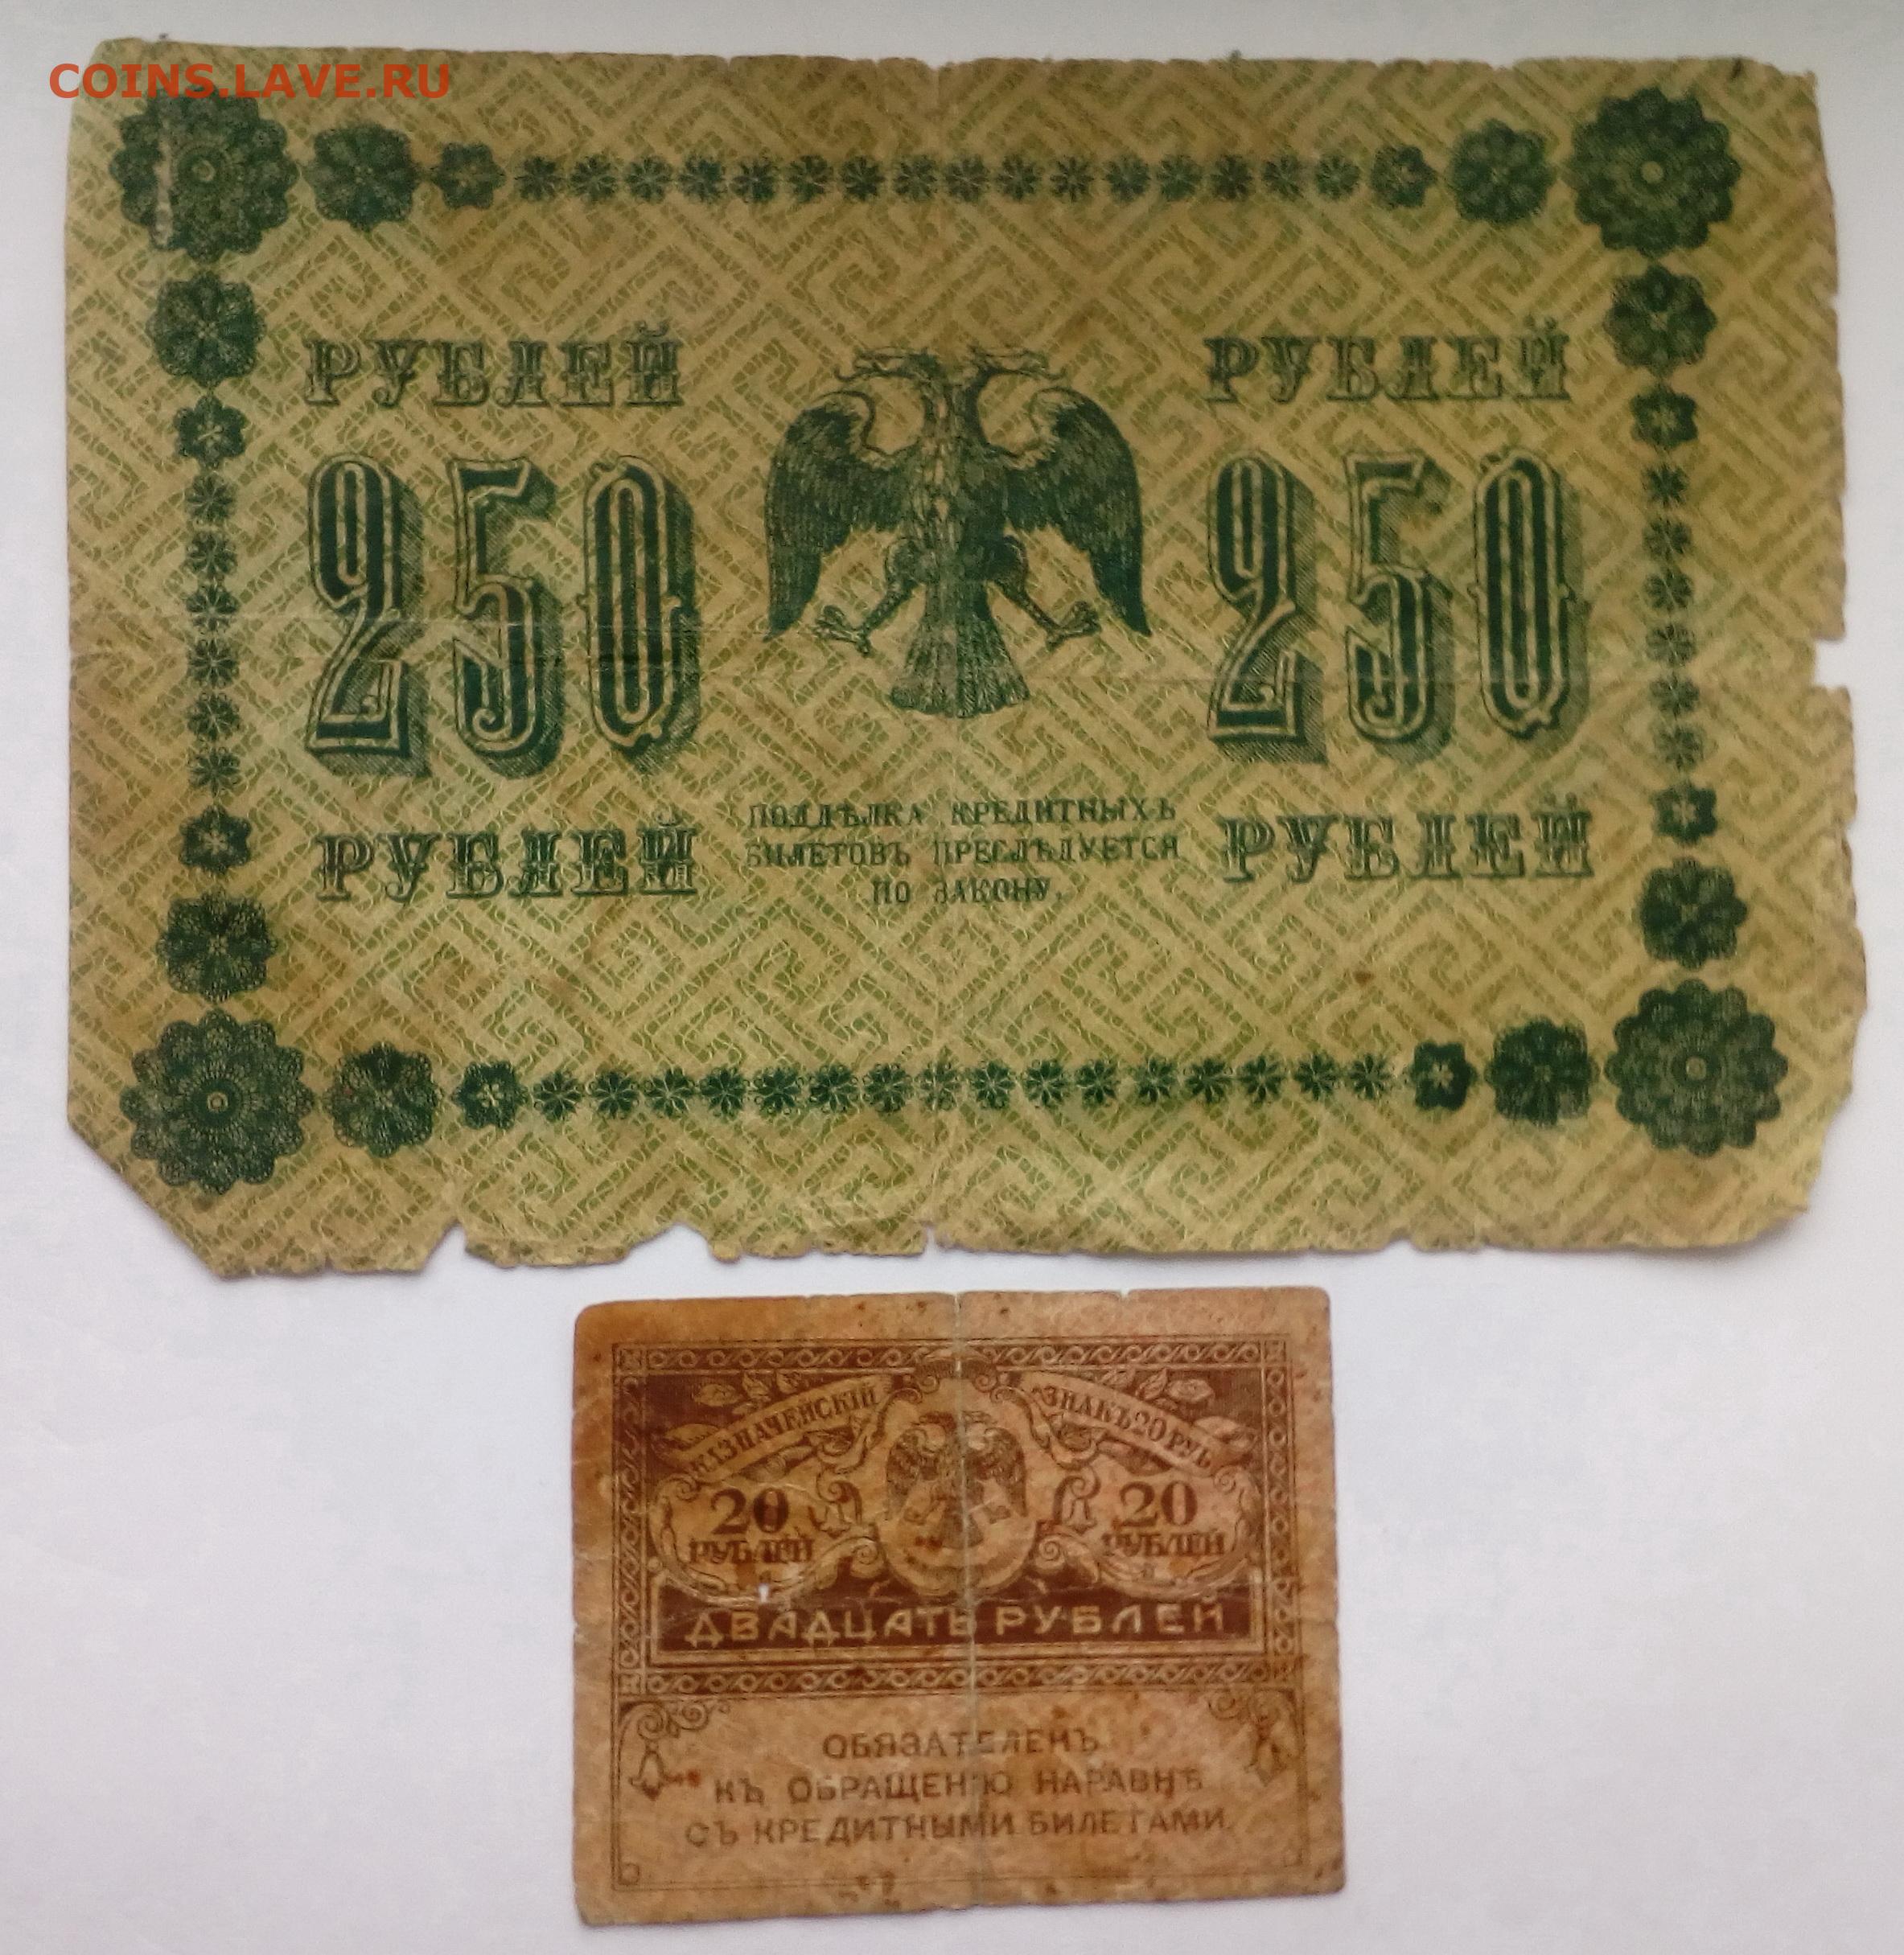 COINS.LAVE.RU
РУБЛЕЙ РУБЛЕЙ
250 250
РУБЛЕЙ РУБЛЕЙ
ПОДДѢЛКА КРЕДИТНЫХЪ
БИЛЕТОВЪ ПРЕСЛѢДУЕТСЯ
ПО ЗАКОНУ.
КАЗНАЧЕЙСКІЙ ЗНАКЪ 20 РУБ.
20 20
РУБЛЕЙ РУБЛЕЙ
ДВАДЦАТЬ РУБЛЕЙ
ОБЯЗАТЕЛЕНЪ
КЪ ОБРАЩЕНІЮ НАРАВНѢ
СЪ КРЕДИТНЫМИ БИЛЕТАМИ.